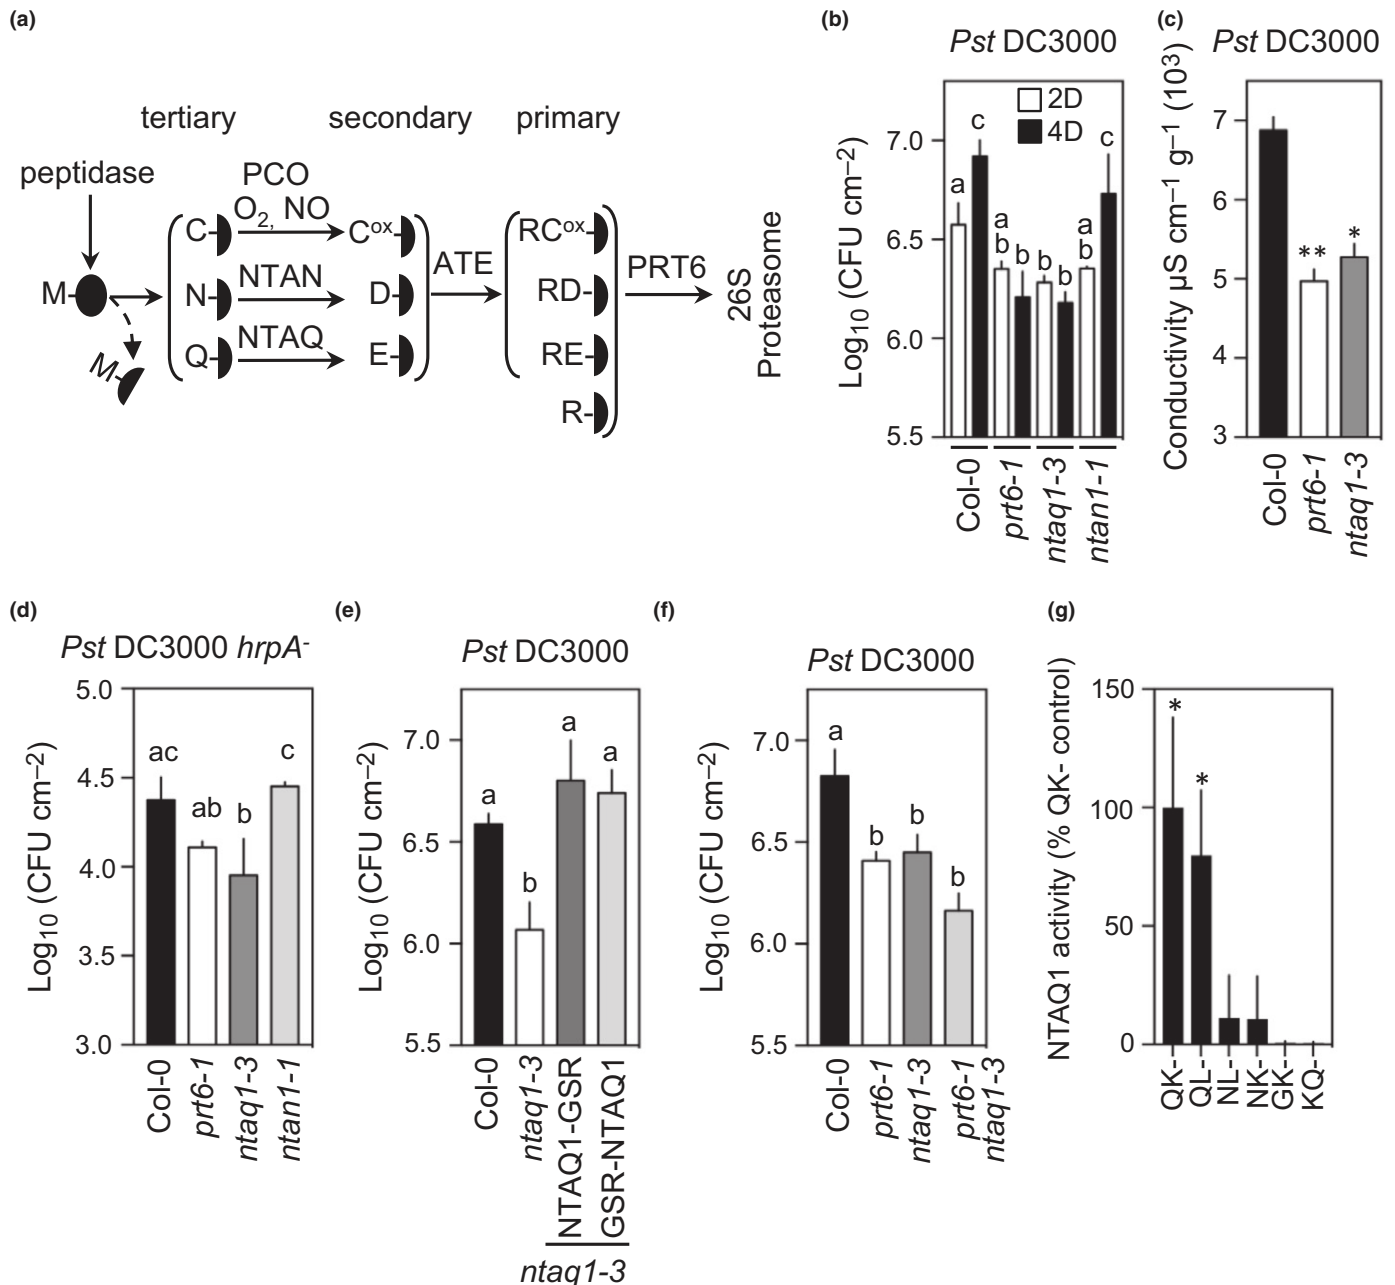 (a)
tertiary secondary primary
peptidase
PCO
O2, NO
C- Cox- RCox-
M- N- NTAN D- ATE RD- PRT6
M-
Q- NTAQ E- RE-
R-
26S
Proteasome
(b)
Pst DC3000
2D
4D
Log10 (CFU cm−2)
7.0
6.5
6.0
5.5
a c a b b b b a b c
Col-0
prt6-1
ntaq1-3
ntan1-1
(c)
Pst DC3000
Conductivity µS cm−1 g−1 (103)
7
6
5
4
3
** *
Col-0
prt6-1
ntaq1-3
(d)
Pst DC3000 hrpA-
Log10 (CFU cm−2)
5.0
4.5
4.0
3.5
3.0
ac ab b c
Col-0
prt6-1
ntaq1-3
ntan1-1
(e)
Pst DC3000
Log10 (CFU cm−2)
7.0
6.5
6.0
5.5
a b a a
Col-0
ntaq1-3
NTAQ1-GSR
GSR-NTAQ1
ntaq1-3
(f)
Pst DC3000
Log10 (CFU cm−2)
7.0
6.5
6.0
5.5
a b b b
Col-0
prt6-1
ntaq1-3
prt6-1
ntaq1-3
(g)
NTAQ1 activity (% QK- control)
150
100
50
0
* *
QK-
QL-
NL-
NK-
GK-
KQ-